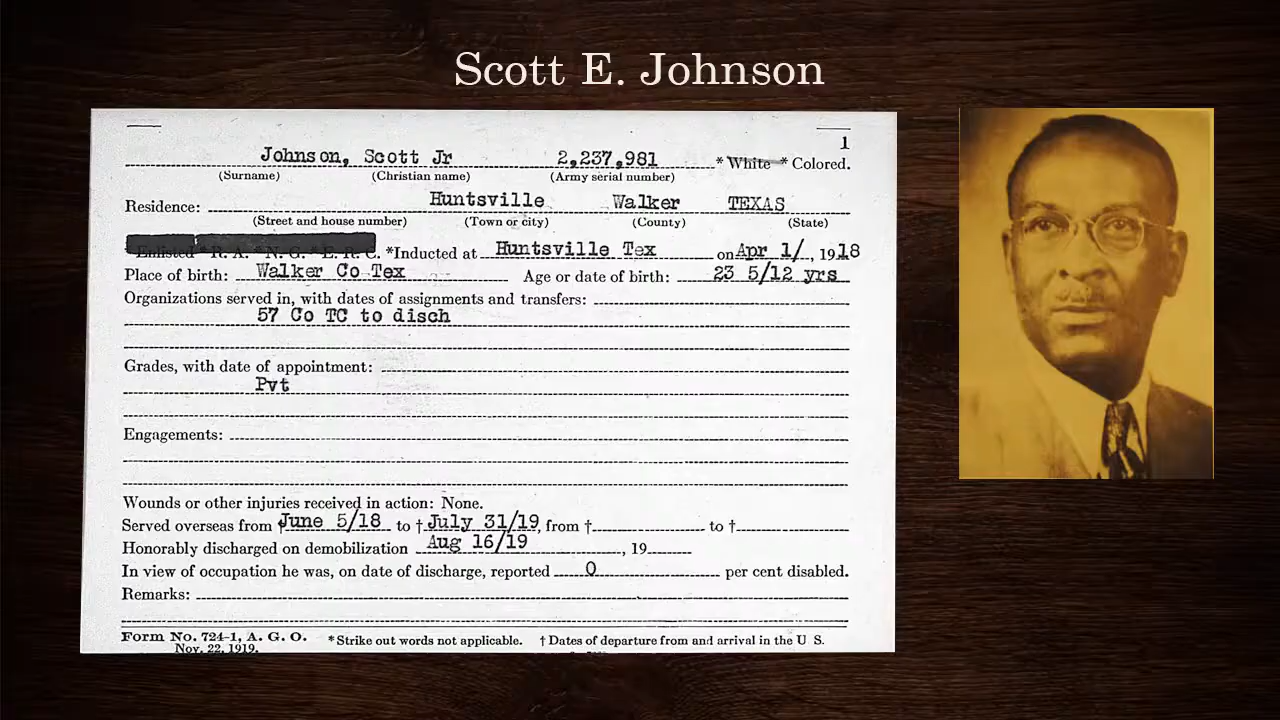 Scott E. Johnson
1
Johnson, Scott Jr 2,237,981 * White * Colored.
(Surname) (Christian name) (Army serial number)
Residence: Huntsville Walker TEXAS
(Street and house number) (Town or city) (County) (State)
* Enlisted * R. A. * N. G. * E. R. C. *Inducted at Huntsville Tex on Apr 1/, 1918
Place of birth: Walker Co Tex Age or date of birth: 23 5/12 yrs
Organizations served in, with dates of assignments and transfers:
57 Co TC to disch
Grades, with date of appointment:
Pvt
Engagements:
Wounds or other injuries received in action: None.
Served overseas from † June 5/18 to † July 31/19, from † to †
Honorably discharged on demobilization Aug 16/19 , 19
In view of occupation he was, on date of discharge, reported 0 per cent disabled.
Remarks:
Form No. 724-1, A. G. O. * Strike out words not applicable. † Dates of departure from and arrival in the U S.
Nov. 22, 1919.